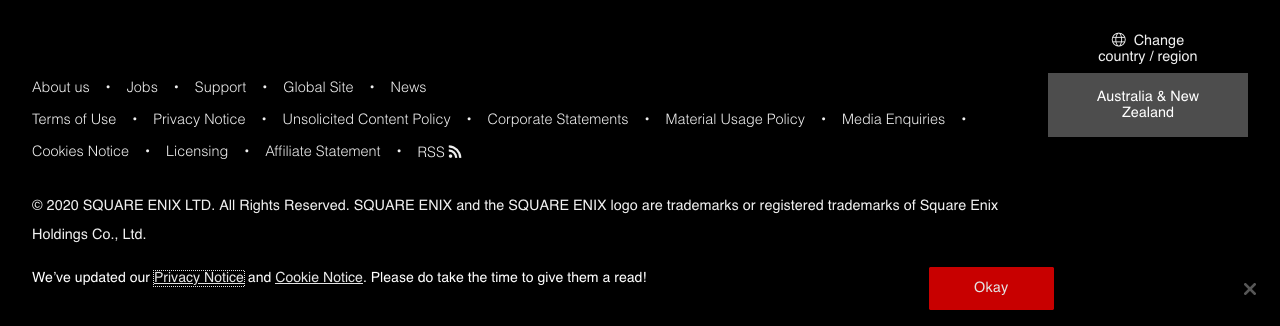 Change
country / region
About us • Jobs • Support • Global Site • News
Australia & New
Zealand
Terms of Use • Privacy Notice • Unsolicited Content Policy • Corporate Statements • Material Usage Policy • Media Enquiries •
Cookies Notice • Licensing • Affiliate Statement • RSS
© 2020 SQUARE ENIX LTD. All Rights Reserved. SQUARE ENIX and the SQUARE ENIX logo are trademarks or registered trademarks of Square Enix
Holdings Co., Ltd.
We've updated our Privacy Notice and Cookie Notice. Please do take the time to give them a read!
Okay